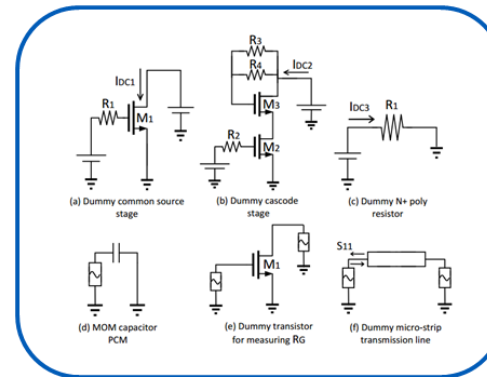 R3
R4
IDC1
IDC2
R1
M1
M3
R2
M2
IDC3
R1
(a) Dummy common source
stage
(b) Dummy cascode
stage
(c) Dummy N+ poly
resistor
M1
S11
(d) MOM capacitor
PCM
(e) Dummy transistor
for measuring RG
(f) Dummy micro-strip
transmission line